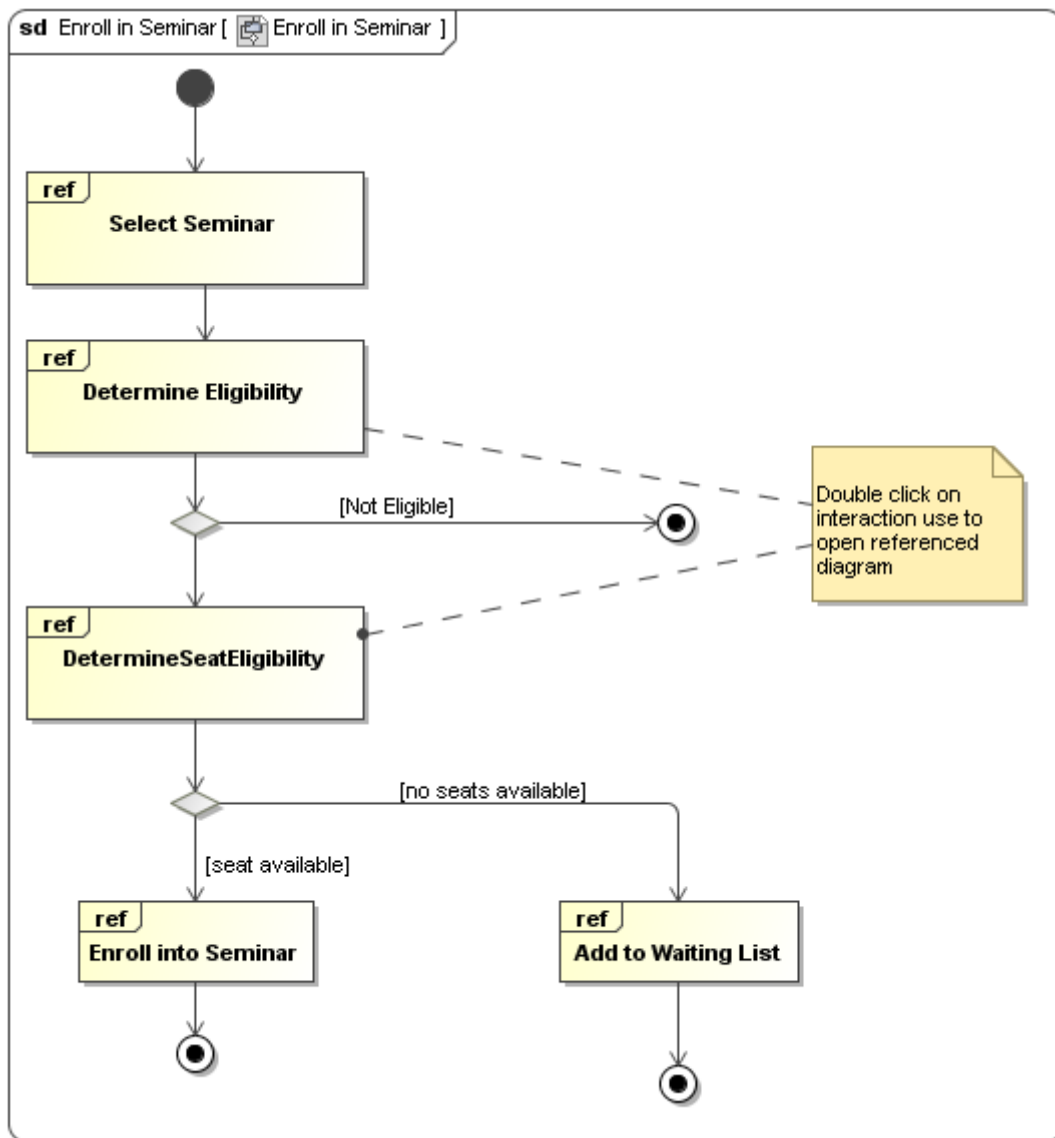 sd Enroll in Seminar [ Enroll in Seminar ]
ref
Select Seminar
ref
Determine Eligibility
[Not Eligible]
Double click on
interaction use to
open referenced
diagram
ref
DetermineSeatEligibility
[no seats available]
[seat available]
ref
Enroll into Seminar
ref
Add to Waiting List